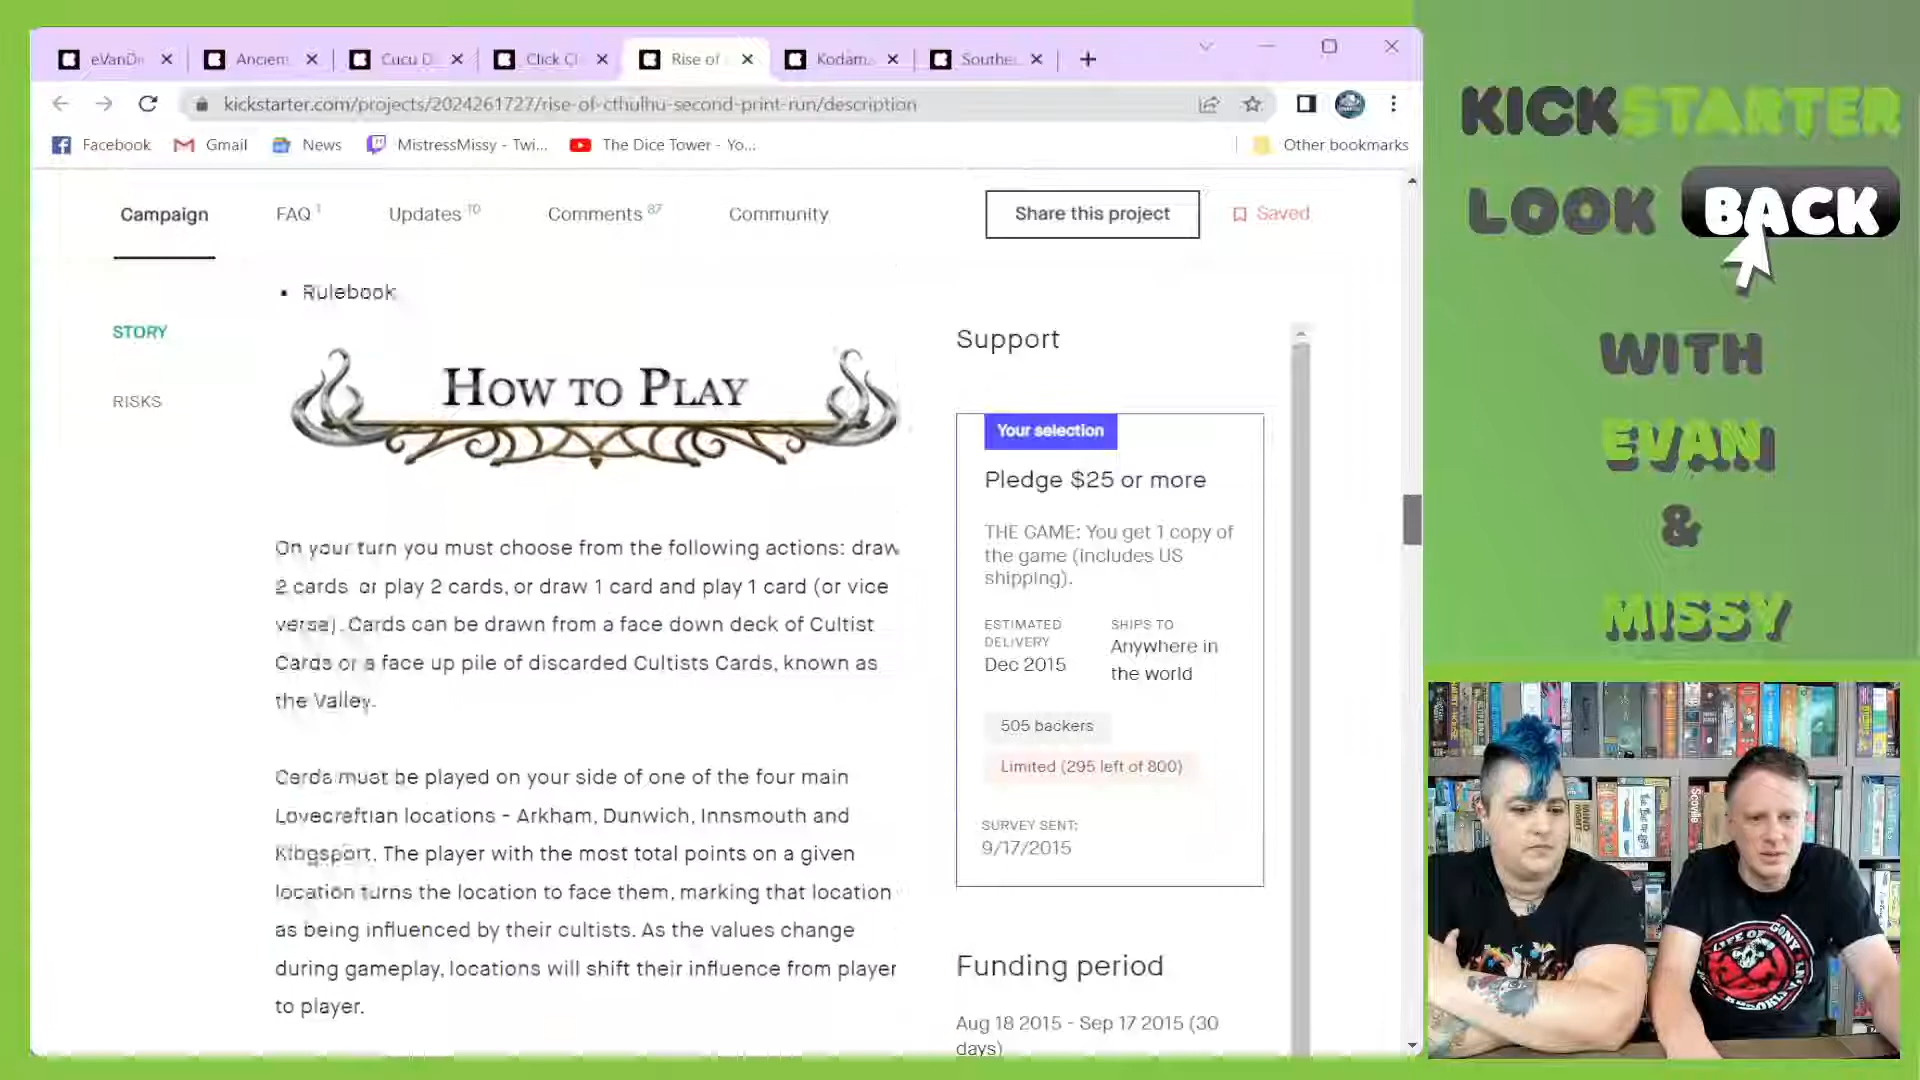 eVanDe
Ancien
Cucu D
Click Cl
Rise of
Kodama
Souther
kickstarter.com/projects/2024261727/rise-of-cthulhu-second-print-run/description
Facebook
Gmail
News
MistressMissy - Twi...
The Dice Tower - Yo...
Other bookmarks
Campaign
FAQ 1
Updates 10
Comments 87
Community
Share this project
Saved
STORY
RISKS
▪ Rulebook
HOW TO PLAY
On your turn you must choose from the following actions: draw
2 cards or play 2 cards, or draw 1 card and play 1 card (or vice
versa). Cards can be drawn from a face down deck of Cultist
Cards or a face up pile of discarded Cultists Cards, known as
the Valley.
Cards must be played on your side of one of the four main
Lovecraftian locations - Arkham, Dunwich, Innsmouth and
Kingsport. The player with the most total points on a given
location turns the location to face them, marking that location
as being influenced by their cultists. As the values change
during gameplay, locations will shift their influence from player
to player.
Support
Your selection
Pledge $25 or more
THE GAME: You get 1 copy of
the game (includes US
shipping).
ESTIMATED
DELIVERY
Dec 2015
SHIPS TO
Anywhere in
the world
505 backers
Limited (295 left of 800)
SURVEY SENT:
9/17/2015
Funding period
Aug 18 2015 - Sep 17 2015 (30
days)
KICKSTARTER
LOOK BACK
WITH
EVAN
&
MISSY
Scoville
MIND
MGMT
LIFE OF